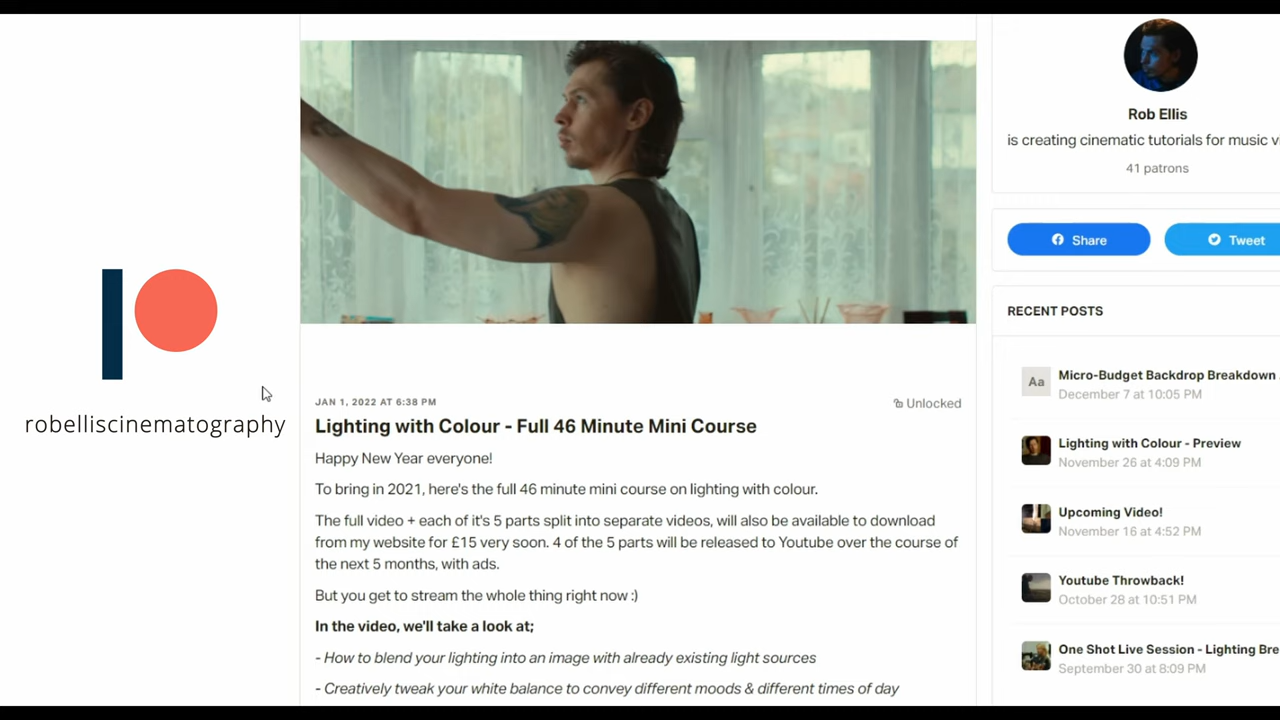 Rob Ellis
is creating cinematic tutorials for music v
41 patrons
Share
Tweet
RECENT POSTS
Aa
Micro-Budget Backdrop Breakdown
December 7 at 10:05 PM
Lighting with Colour - Preview
November 26 at 4:09 PM
Upcoming Video!
November 16 at 4:52 PM
Youtube Throwback!
October 28 at 10:51 PM
One Shot Live Session - Lighting Bre
September 30 at 8:09 PM
robelliscinematography
JAN 1, 2022 AT 6:38 PM
Unlocked
Lighting with Colour - Full 46 Minute Mini Course
Happy New Year everyone!
To bring in 2021, here's the full 46 minute mini course on lighting with colour.
The full video + each of it's 5 parts split into separate videos, will also be available to download
from my website for £15 very soon. 4 of the 5 parts will be released to Youtube over the course of
the next 5 months, with ads.
But you get to stream the whole thing right now :)
In the video, we'll take a look at;
- How to blend your lighting into an image with already existing light sources
- Creatively tweak your white balance to convey different moods & different times of day